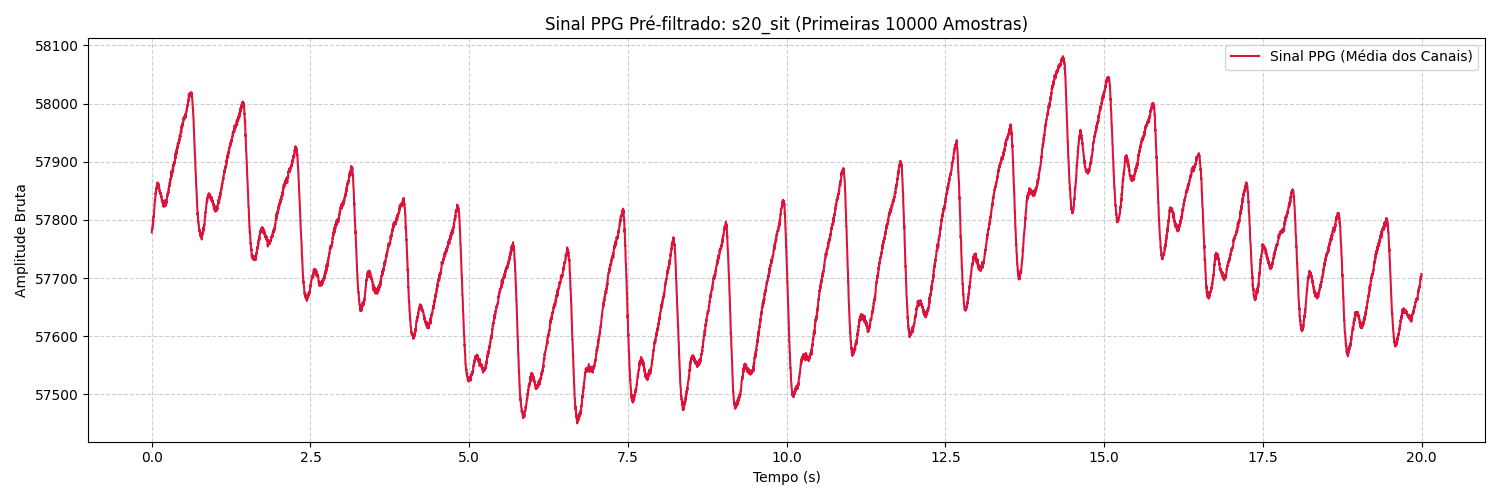 Sinal PPG Pré-filtrado: s20_sit (Primeiras 10000 Amostras)
Sinal PPG (Média dos Canais)
Amplitude Bruta
58100
58000
57900
57800
57700
57600
57500
0.0 2.5 5.0 7.5 10.0 12.5 15.0 17.5 20.0
Tempo (s)